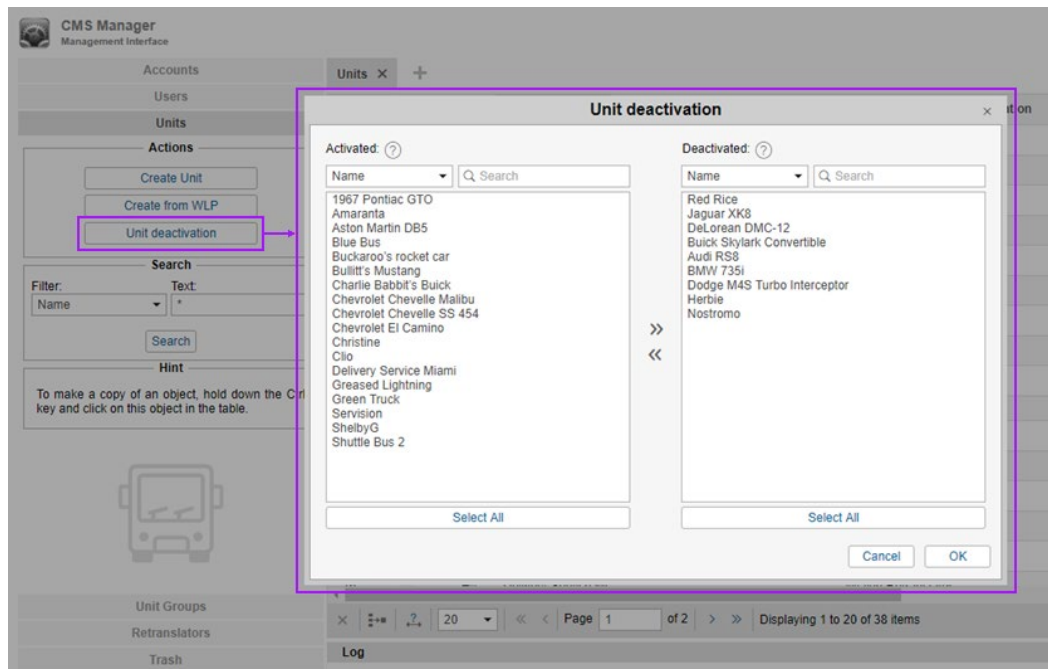 CMS Manager
Management Interface
Accounts
Users
Units
Actions
Create Unit
Create from WLP
Unit deactivation
Search
Filter: Text:
Name *
Search
Hint
To make a copy of an object, hold down the Ctrl
key and click on this object in the table.
Unit Groups
Retranslators
Trash
Units
Unit deactivation
Activated:
Name Search
1967 Pontiac GTO
Amaranta
Aston Martin DB5
Blue Bus
Buckaroo's rocket car
Bullitt's Mustang
Charlie Babbit's Buick
Chevrolet Chevelle Malibu
Chevrolet Chevelle SS 454
Chevrolet El Camino
Christine
Clio
Delivery Service Miami
Greased Lightning
Green Truck
Servision
ShelbyG
Shuttle Bus 2
Select All
Deactivated:
Name Search
Red Rice
Jaguar XK8
DeLorean DMC-12
Buick Skylark Convertible
Audi RS8
BMW 735i
Dodge M4S Turbo Interceptor
Herbie
Nostromo
Select All
Cancel OK
20 Page 1 of 2 Displaying 1 to 20 of 38 items
Log